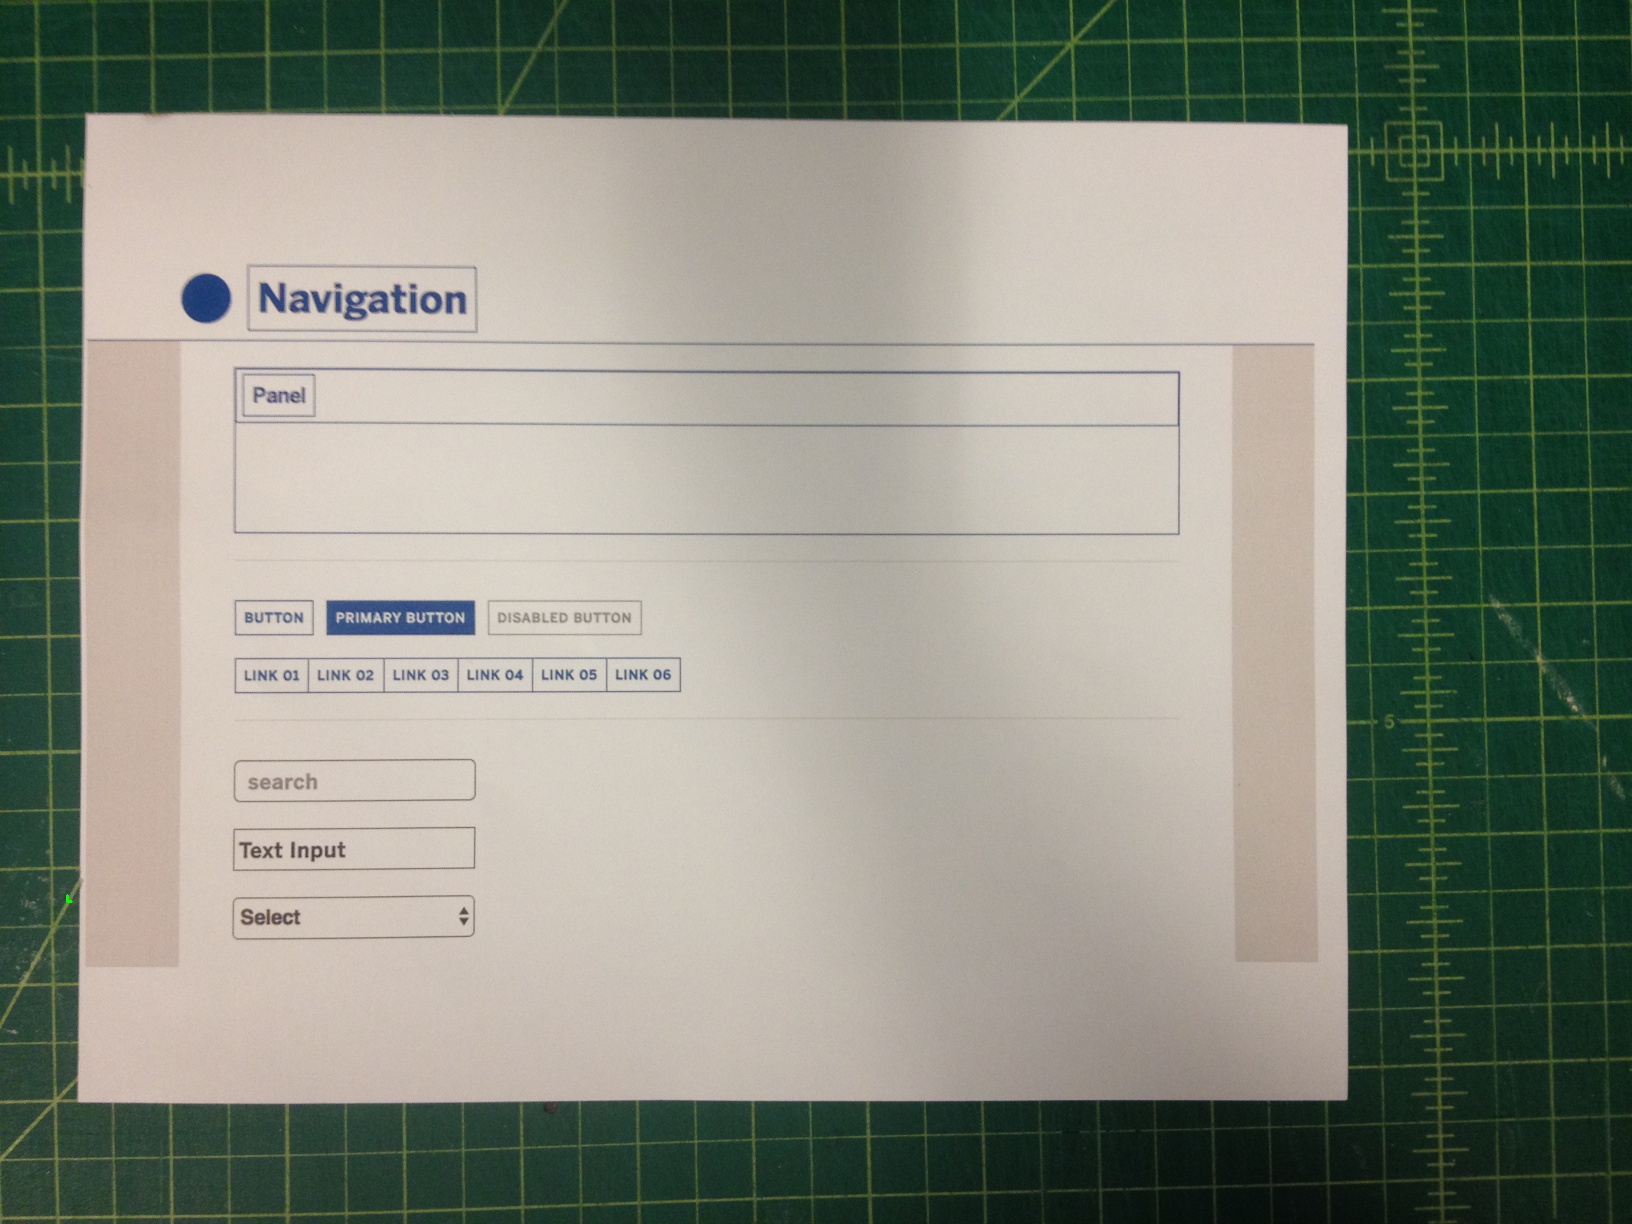 Navigation
Panel
BUTTON PRIMARY BUTTON DISABLED BUTTON
LINK 01 LINK 02 LINK 03 LINK 04 LINK 05 LINK 06
5
search
Text Input
Select